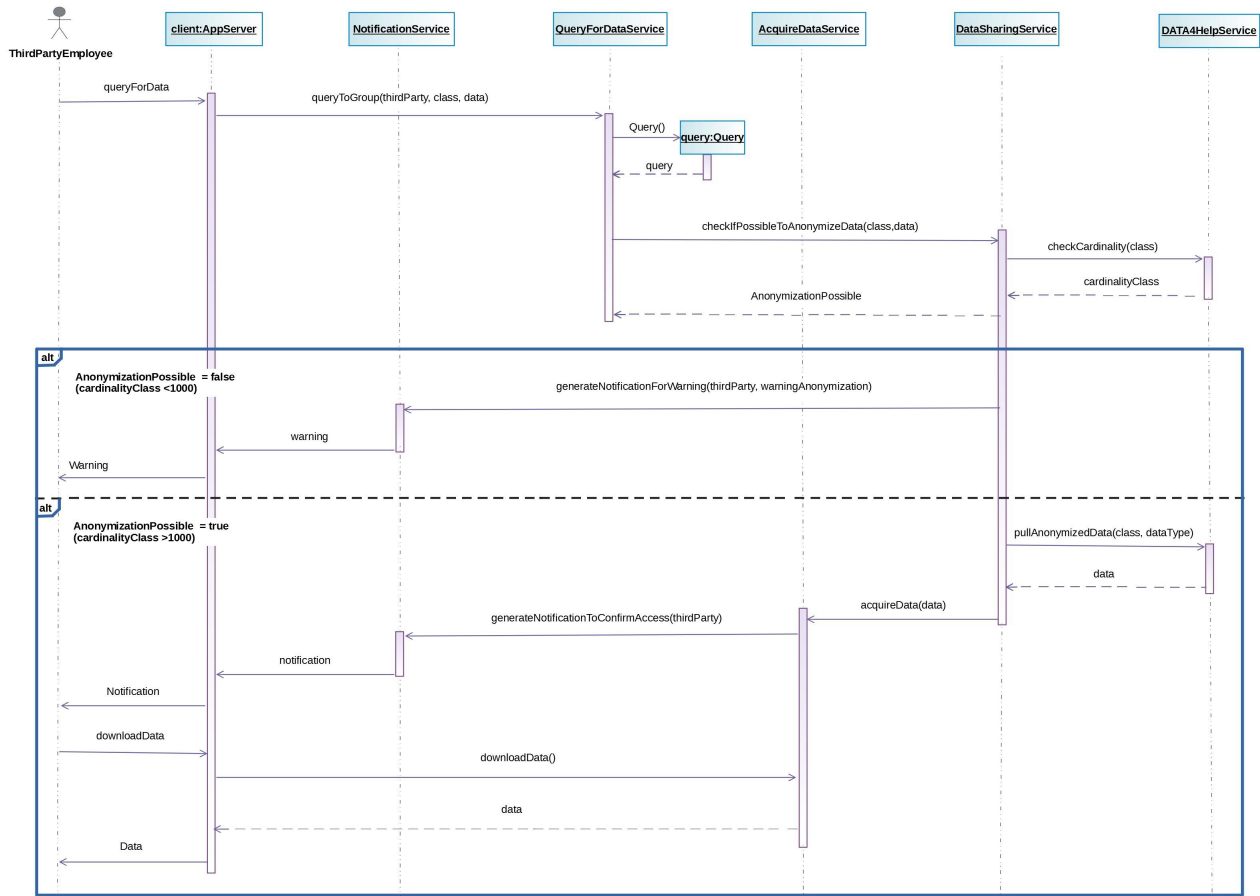 ThirdPartyEmployee
client:AppServer
NotificationService
QueryForDataService
AcquireDataService
DataSharingService
DATA4HelpService
queryForData
queryToGroup(thirdParty, class, data)
Query()
query:Query
query
checkIfPossibleToAnonymizeData(class,data)
checkCardinality(class)
cardinalityClass
AnonymizationPossible
alt
AnonymizationPossible = false
(cardinalityClass <1000)
generateNotificationForWarning(thirdParty, warningAnonymization)
warning
Warning
alt
AnonymizationPossible = true
(cardinalityClass >1000)
pullAnonymizedData(class, dataType)
data
acquireData(data)
generateNotificationToConfirmAccess(thirdParty)
notification
Notification
downloadData
downloadData()
data
Data